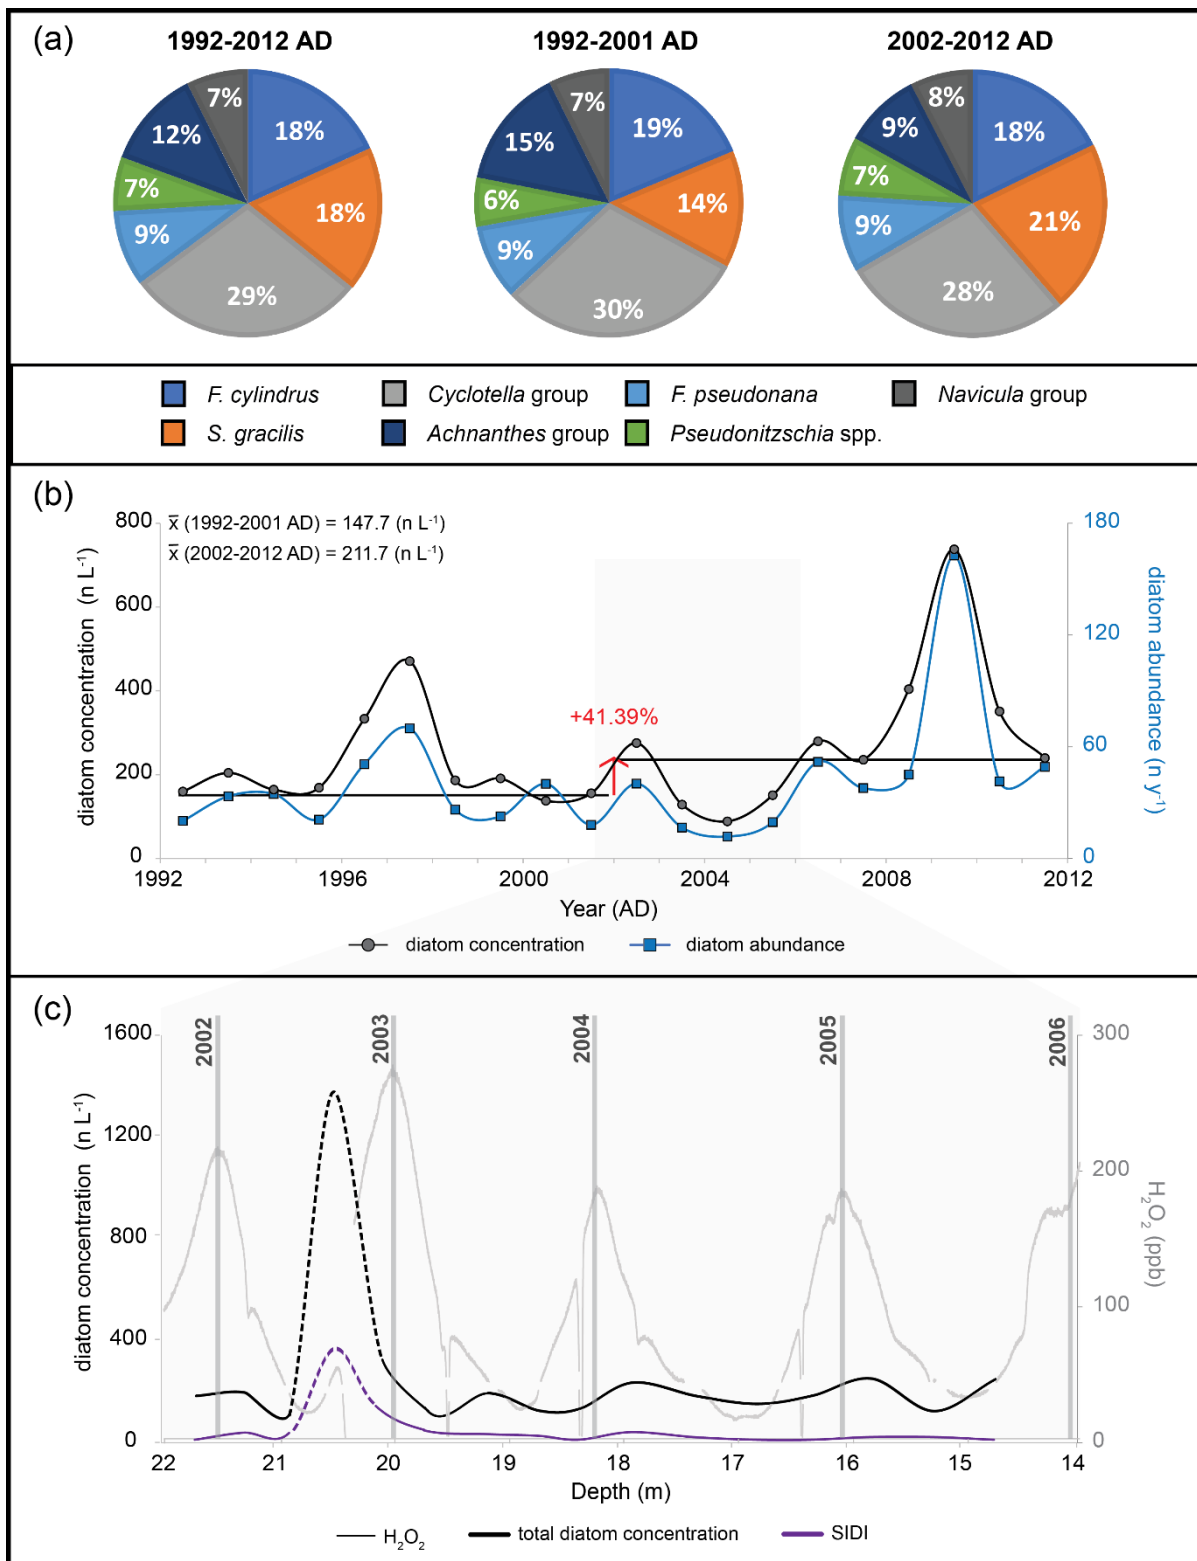 (a)
1992-2012 AD
1992-2001 AD
2002-2012 AD
7%
18%
12%
7%
18%
9%
29%
7%
19%
15%
6%
14%
9%
30%
8%
18%
9%
7%
21%
9%
28%
F. cylindrus
Cyclotella group
F. pseudonana
Navicula group
S. gracilis
Achnanthes group
Pseudonitzschia spp.
(b)
x̅ (1992-2001 AD) = 147.7 (n L⁻¹)
x̅ (2002-2012 AD) = 211.7 (n L⁻¹)
diatom concentration (n L⁻¹)
800
600
400
200
0
+41.39%
180
120
60
0
diatom abundance (n y⁻¹)
1992
1996
2000
2004
2008
2012
Year (AD)
diatom concentration
diatom abundance
(c)
diatom concentration (n L⁻¹)
1600
1200
800
400
0
2002
2003
2004
2005
2006
300
200
100
0
H₂O₂ (ppb)
22
21
20
19
18
17
16
15
14
Depth (m)
H₂O₂
total diatom concentration
SIDI